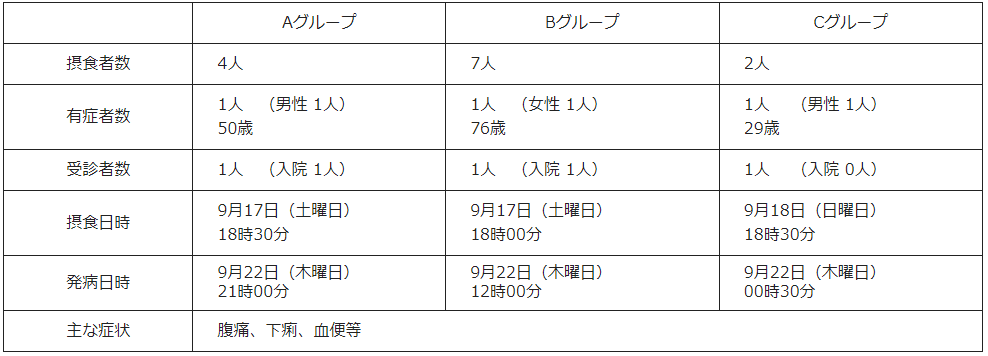 Aグループ Bグループ Cグループ
摂食者数 4人 7人 2人
有症者数 1人　（男性 1人） 1人　（女性 1人） 1人　（男性 1人）
50歳 76歳 29歳
受診者数 1人　（入院 1人） 1人　（入院 1人） 1人　（入院 0人）
摂食日時 9月17日（土曜日） 9月17日（土曜日） 9月18日（日曜日）
18時30分 18時00分 18時30分
発病日時 9月22日（木曜日） 9月22日（木曜日） 9月22日（木曜日）
21時00分 12時00分 00時30分
主な症状 腹痛、下痢、血便等